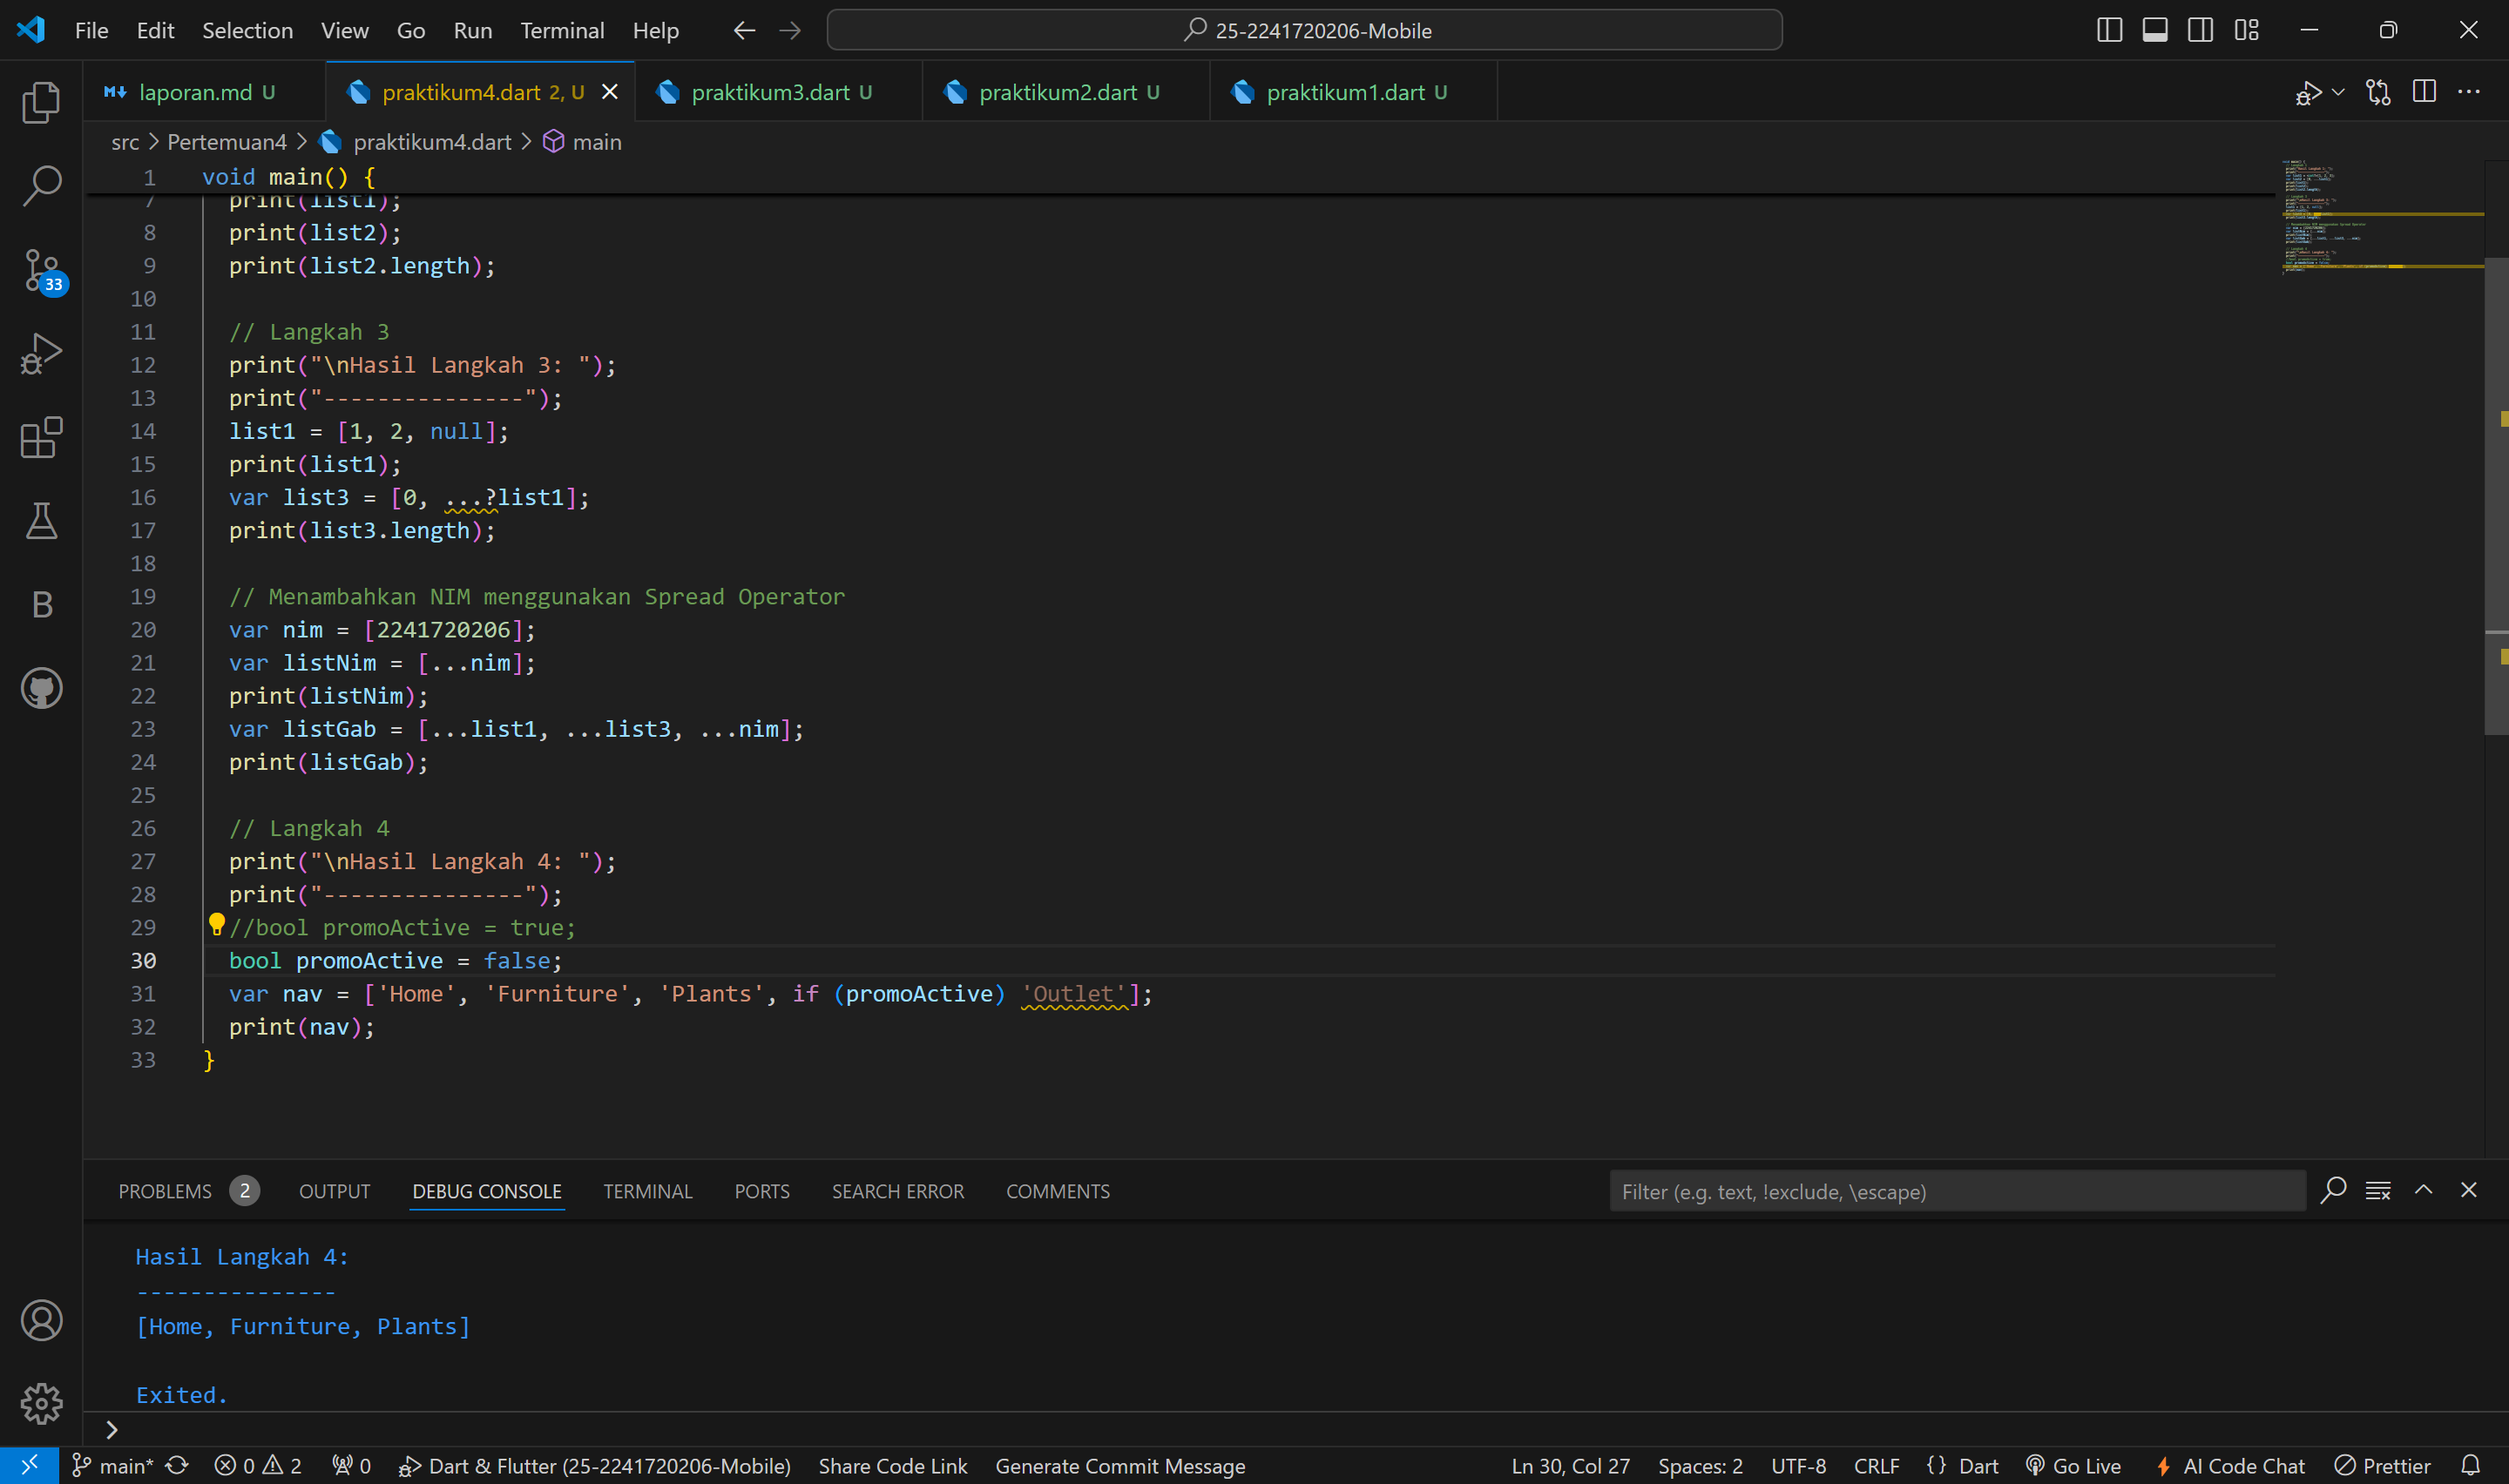 File Edit Selection View Go Run Terminal Help 25-2241720206-Mobile
laporan.md U praktikum4.dart 2, U praktikum3.dart U praktikum2.dart U praktikum1.dart U
src > Pertemuan4 > praktikum4.dart > main
1 void main() {
7 print(list1);
8 print(list2);
9 print(list2.length);
10
11 // Langkah 3
12 print("\nHasil Langkah 3: ");
13 print("---------------");
14 list1 = [1, 2, null];
15 print(list1);
16 var list3 = [0, ...?list1];
17 print(list3.length);
18
19 // Menambahkan NIM menggunakan Spread Operator
20 var nim = [2241720206];
21 var listNim = [...nim];
22 print(listNim);
23 var listGab = [...list1, ...list3, ...nim];
24 print(listGab);
25
26 // Langkah 4
27 print("\nHasil Langkah 4: ");
28 print("---------------");
29 //bool promoActive = true;
30 bool promoActive = false;
31 var nav = ['Home', 'Furniture', 'Plants', if (promoActive) 'Outlet'];
32 print(nav);
33 }
33
B
PROBLEMS 2 OUTPUT DEBUG CONSOLE TERMINAL PORTS SEARCH ERROR COMMENTS Filter (e.g. text, !exclude, \escape)
Hasil Langkah 4:
---------------
[Home, Furniture, Plants]
Exited.
>
main* 0 2 0 Dart & Flutter (25-2241720206-Mobile) Share Code Link Generate Commit Message Ln 30, Col 27 Spaces: 2 UTF-8 CRLF {} Dart Go Live AI Code Chat Prettier